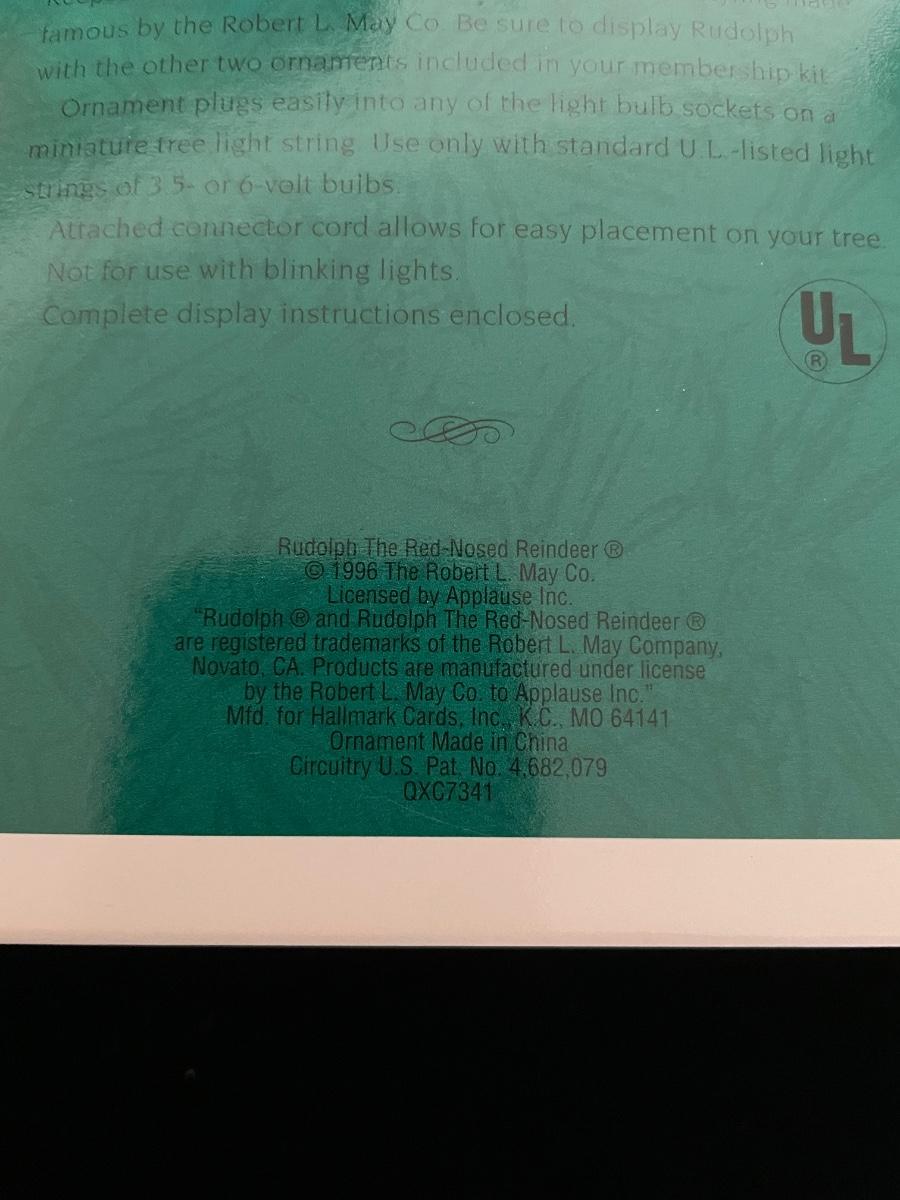 famous by the Robert L. May Co. Be sure to display Rudolph
with the other two ornaments included in your membership kit.
Ornament plugs easily into any of the light bulb sockets on a
miniature tree light string. Use only with standard U.L.-listed light
strings of 3.5- or 6-volt bulbs.
Attached connector cord allows for easy placement on your tree.
Not for use with blinking lights.
Complete display instructions enclosed.
UL
®
Rudolph The Red-Nosed Reindeer ®
© 1996 The Robert L. May Co.
Licensed by Applause Inc.
"Rudolph ® and Rudolph The Red-Nosed Reindeer ®
are registered trademarks of the Robert L. May Company,
Novato, CA. Products are manufactured under license
by the Robert L. May Co. to Applause Inc."
Mfd. for Hallmark Cards, Inc., K.C., MO 64141
Ornament Made in China
Circuitry U.S. Pat. No. 4,682,079
QXC7341